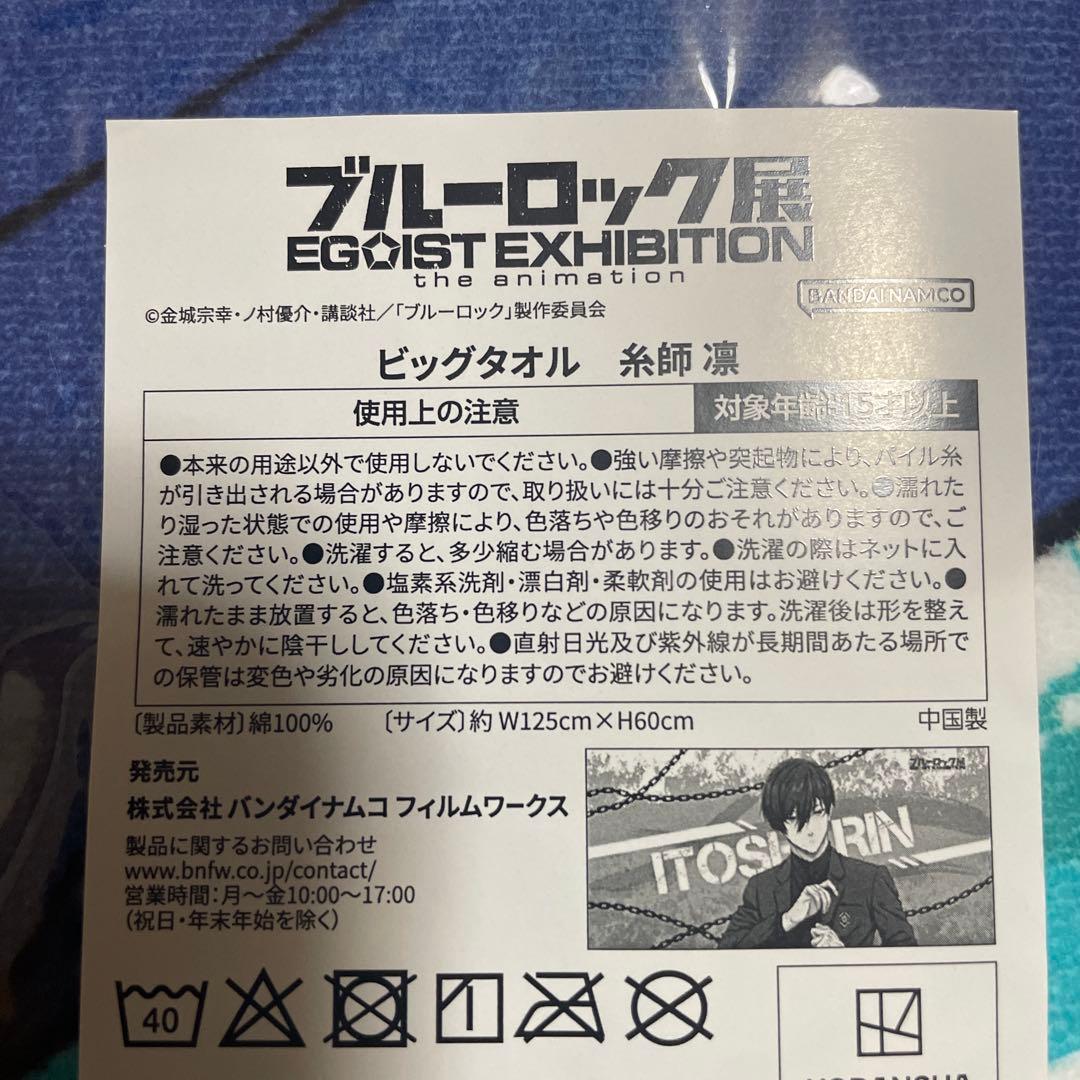 ブルーロック展
EGOIST EXHIBITION
the animation
BANDAI NAMCO
©金城宗幸・ノ村優介・講談社／「ブルーロック」製作委員会
ビッグタオル　糸師 凛
使用上の注意
対象年齢:15才以上
●本来の用途以外で使用しないでください。●強い摩擦や突起物により、パイル糸
が引き出される場合がありますので、取り扱いには十分ご注意ください。●濡れた
り湿った状態での使用や摩擦により、色落ちや色移りのおそれがありますので、ご
注意ください。●洗濯すると、多少縮む場合があります。●洗濯の際はネットに入
れて洗ってください。●塩素系洗剤・漂白剤・柔軟剤の使用はお避けください。●
濡れたまま放置すると、色落ち・色移りなどの原因になります。洗濯後は形を整え
て、速やかに陰干ししてください。●直射日光及び紫外線が長期間あたる場所で
の保管は変色や劣化の原因になりますのでお避けください。
〔製品素材〕綿100%　〔サイズ〕約 W125cm×H60cm
中国製
発売元
株式会社 バンダイナムコ フィルムワークス
製品に関するお問い合わせ
www.bnfw.co.jp/contact/
営業時間：月～金10:00～17:00
（祝日・年末年始を除く）
ブルーロック展
ITOSHI RIN
40
KODANSHA